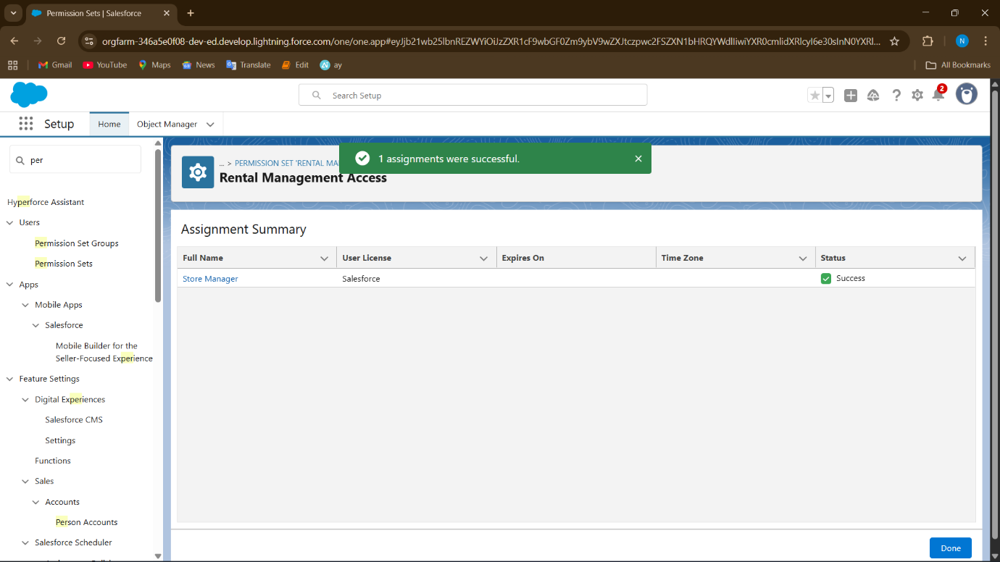 Permission Sets | Salesforce
orgfarm-346a5e0f08-dev-ed.develop.lightning.force.com/one/one.app#eyJjb21wb25lbnREZWYiOiJzZXR1cF9wbGF0Zm9ybV9wZXJtczpwc2FSZXN1bHRQYWdlIiwiYXR0cmlidXRlcyI6e30sInN0YXRl...
N
Gmail
YouTube
Maps
News
Translate
Edit
ay
All Bookmarks
Search Setup
2
Setup
Home
Object Manager
per
Hyperforce Assistant
Users
Permission Set Groups
Permission Sets
Apps
Mobile Apps
Salesforce
Mobile Builder for the
Seller-Focused Experience
Feature Settings
Digital Experiences
Salesforce CMS
Settings
Functions
Sales
Accounts
Person Accounts
Salesforce Scheduler
1 assignments were successful.
... > PERMISSION SET 'RENTAL MA
Rental Management Access
Assignment Summary
Full Name User License Expires On Time Zone Status
Store Manager Salesforce Success
Done